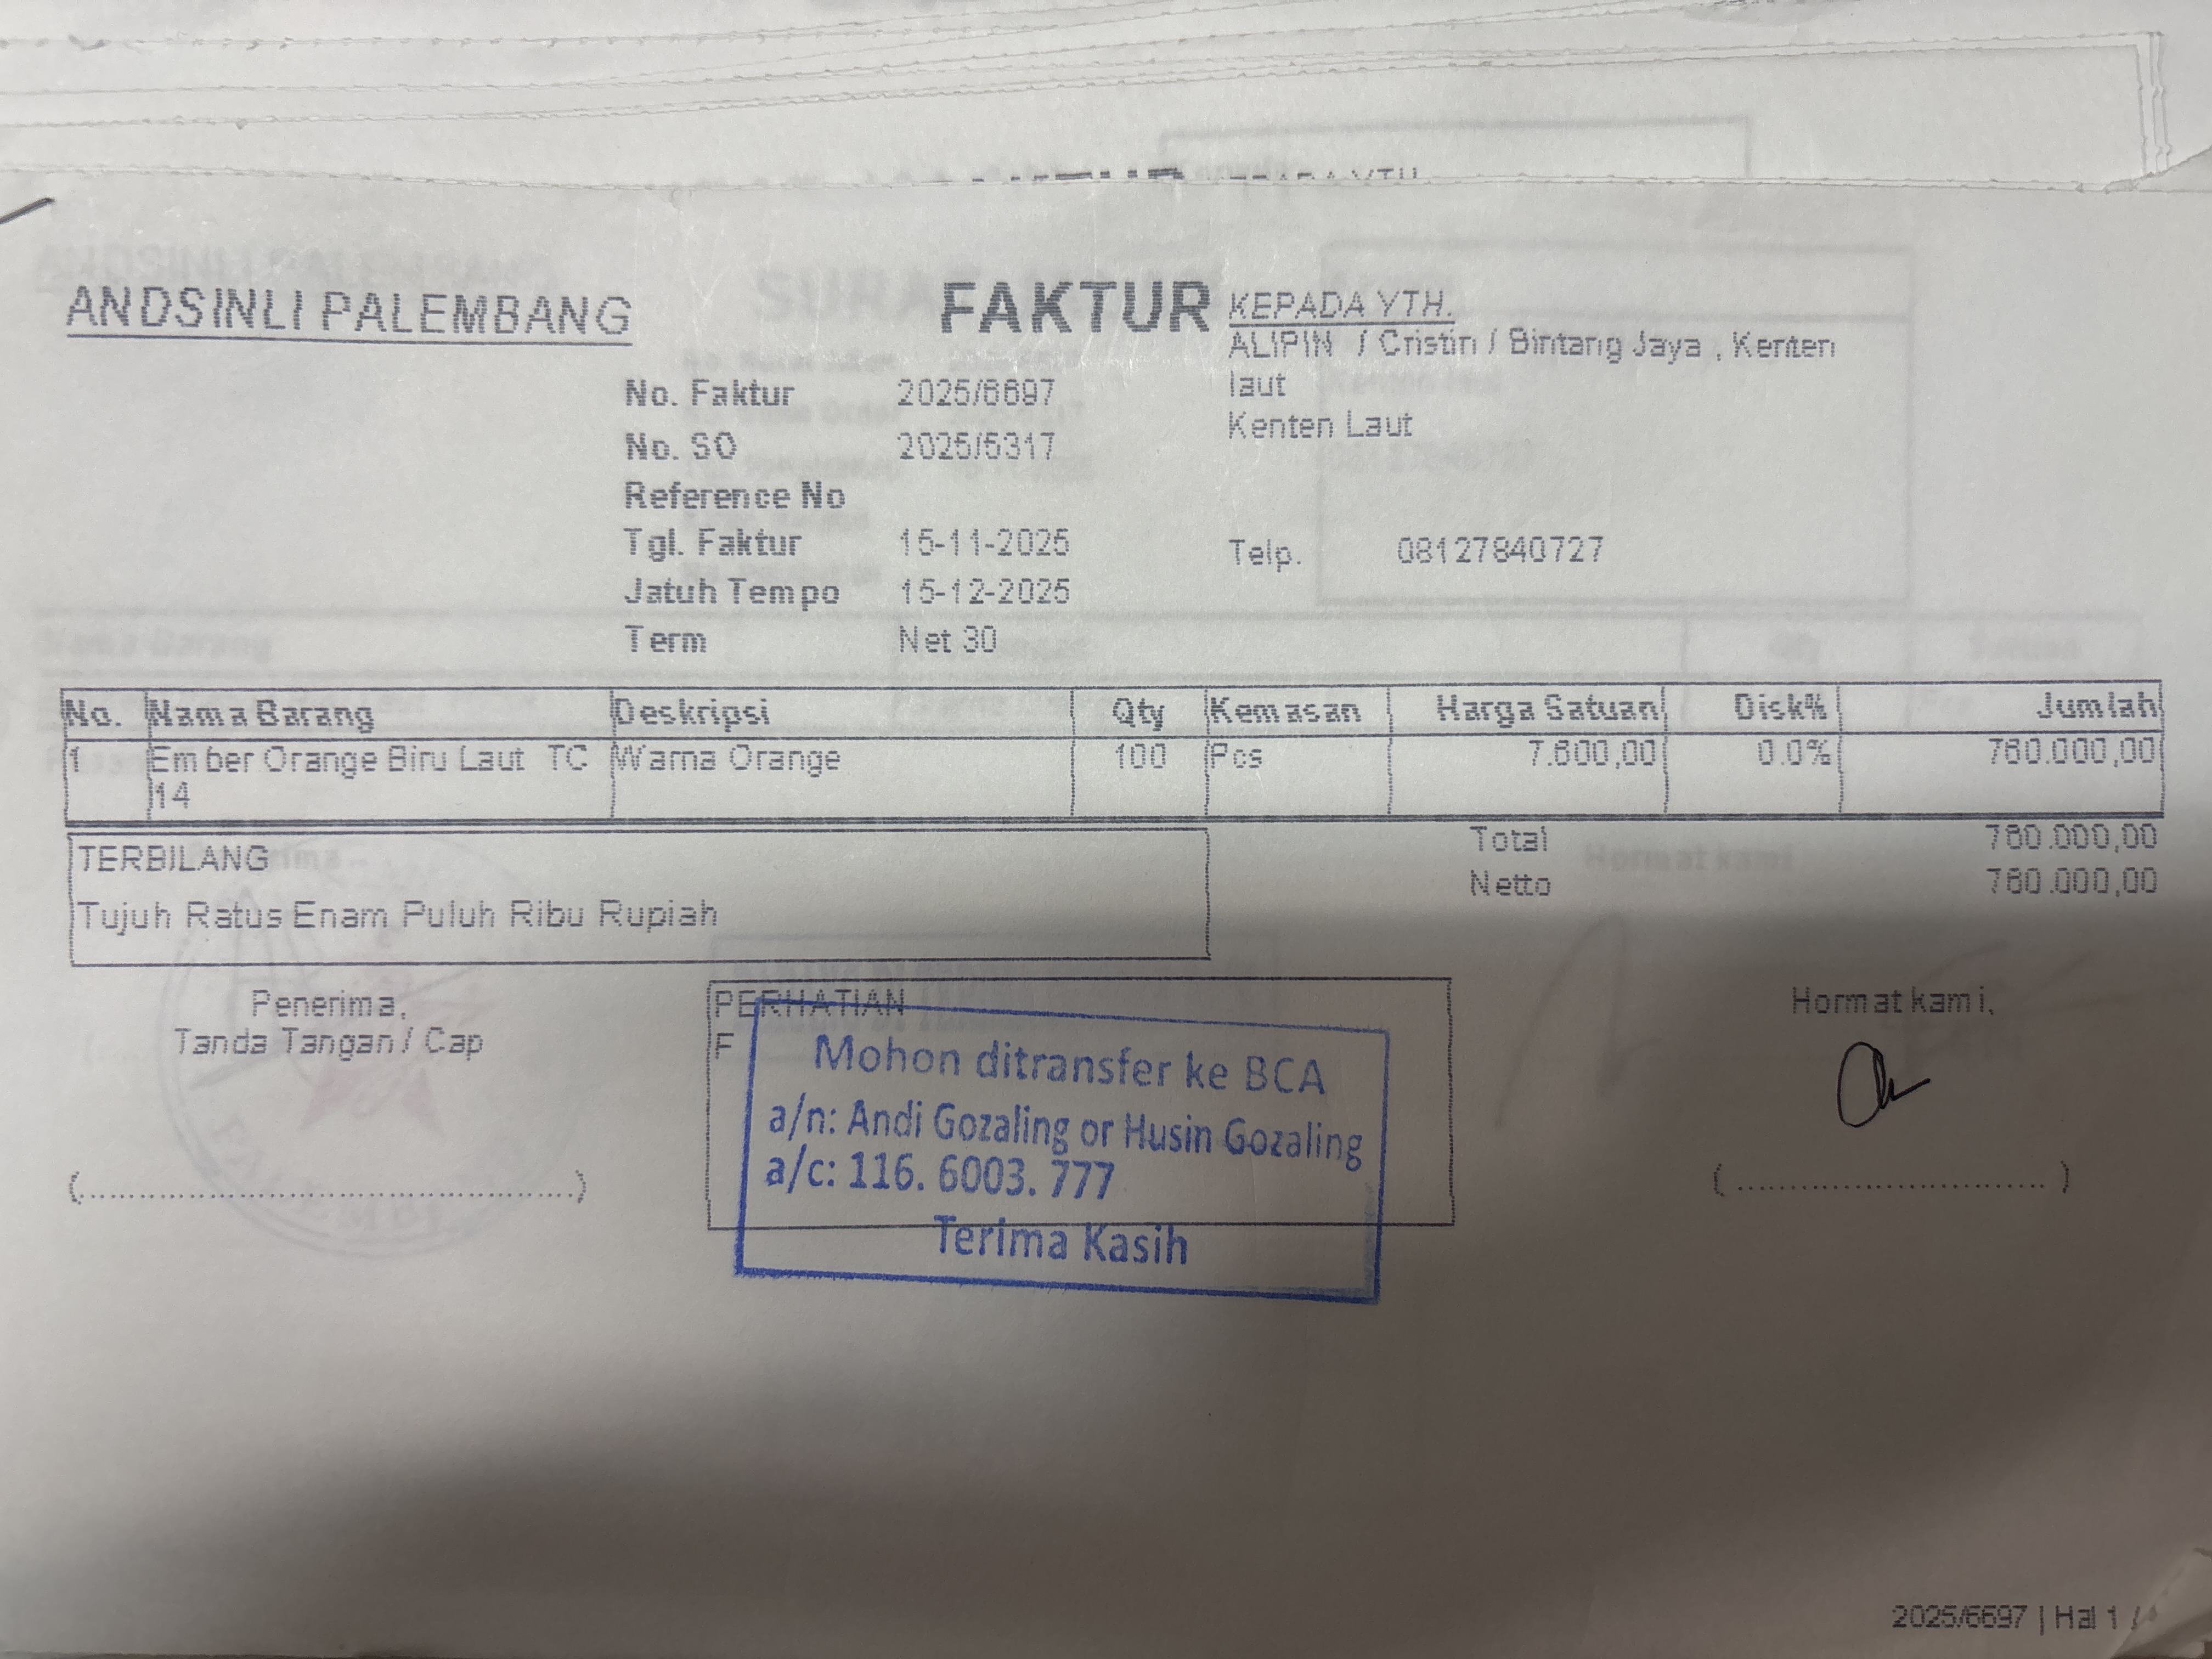 ANDSINLI PALEMBANG
FAKTUR
No. Faktur 2025/6697
No. SO 2025/5317
Reference No
Tgl. Faktur 15-11-2025
Jatuh Tempo 15-12-2025
Term Net 30
KEPADA YTH.
ALIPIN / Cristin / Bintang Jaya , Kenten
laut
Kenten Laut
Telp. 08127840727
No. Nama Barang Deskripsi Qty Kemasan Harga Satuan Disk% Jumlah
1 Ember Orange Biru Laut TC Warna Orange 100 Pcs 7.600,00 0.0% 760.000,00
14
Total 760.000,00
Netto 760.000,00
TERBILANG
Tujuh Ratus Enam Puluh Ribu Rupiah
Penerima,
Tanda Tangan / Cap
(..............................)
PERHATIAN
F
Mohon ditransfer ke BCA
a/n: Andi Gozaling or Husin Gozaling
a/c: 116. 6003. 777
Terima Kasih
Hormat kami,
(..............................)
2025/6697 | Hal 1 /